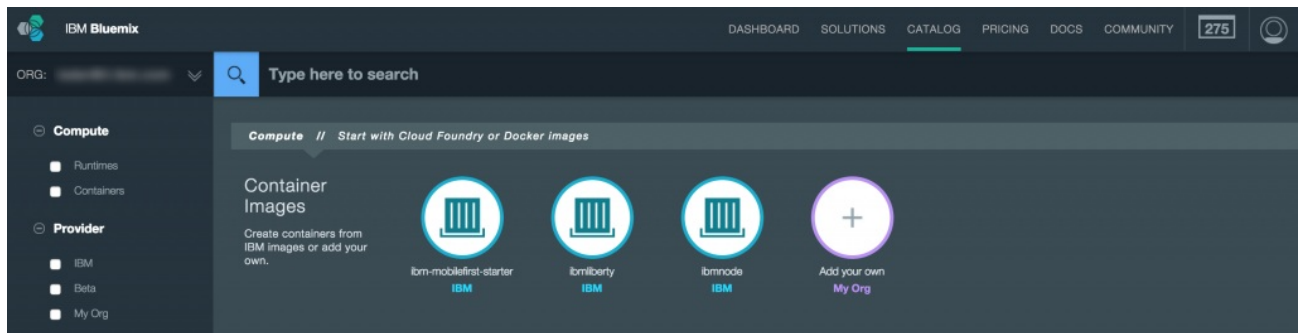 IBM Bluemix
DASHBOARD SOLUTIONS CATALOG PRICING DOCS COMMUNITY 275
ORG:
Type here to search
Compute
Runtimes
Containers
Provider
IBM
Beta
My Org
Compute // Start with Cloud Foundry or Docker images
Container
Images
Create containers from
IBM images or add your
own.
ibm-mobilefirst-starter
IBM
ibmliberty
IBM
ibmnode
IBM
Add your own
My Org